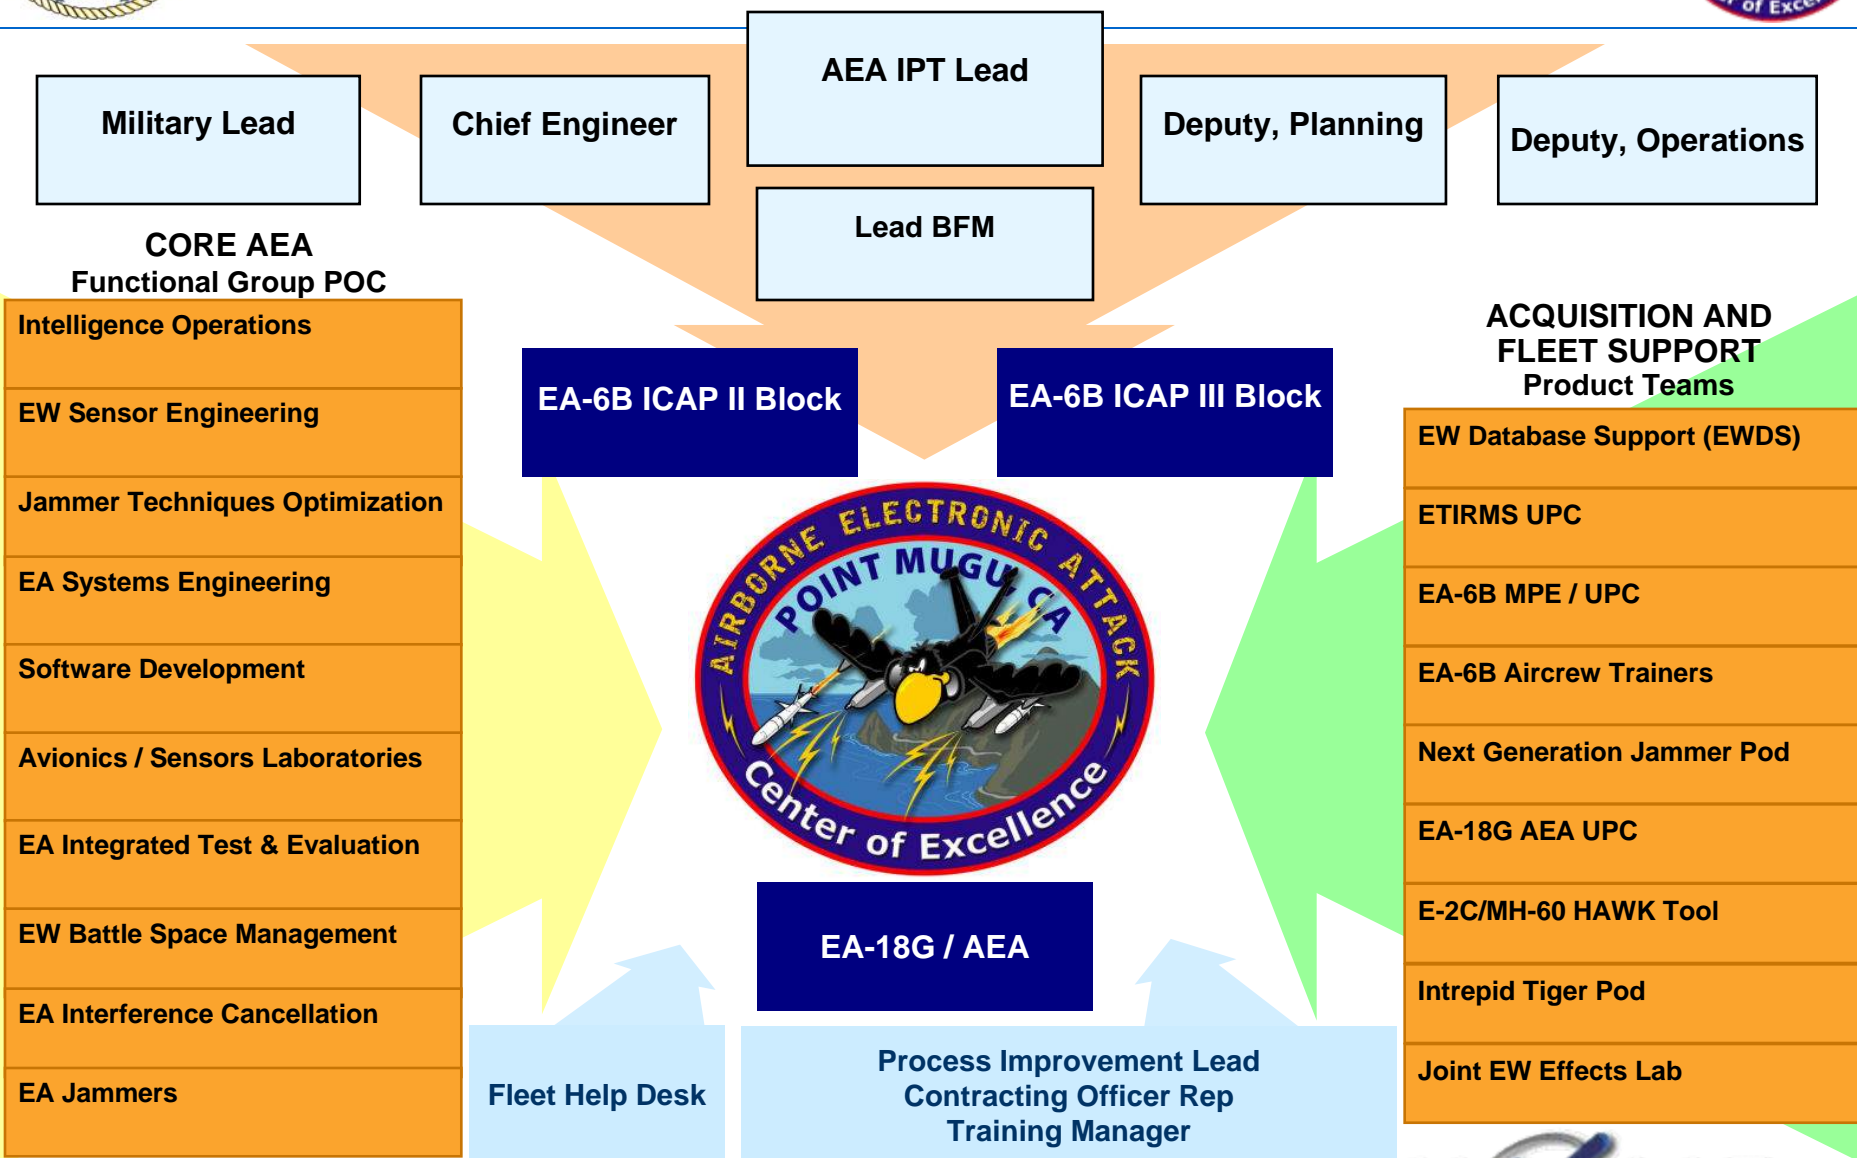 of Excel
AEA IPT Lead
Military Lead
Chief Engineer
Deputy, Planning
Deputy, Operations
Lead BFM
CORE AEA
Functional Group POC
Intelligence Operations
EW Sensor Engineering
Jammer Techniques Optimization
EA Systems Engineering
Software Development
Avionics / Sensors Laboratories
EA Integrated Test & Evaluation
EW Battle Space Management
EA Interference Cancellation
EA Jammers
EA-6B ICAP II Block
EA-6B ICAP III Block
AIRBORNE ELECTRONIC ATTACK
POINT MUGU, CA
Center of Excellence
EA-18G / AEA
Fleet Help Desk
Process Improvement Lead
Contracting Officer Rep
Training Manager
ACQUISITION AND
FLEET SUPPORT
Product Teams
EW Database Support (EWDS)
ETIRMS UPC
EA-6B MPE / UPC
EA-6B Aircrew Trainers
Next Generation Jammer Pod
EA-18G AEA UPC
E-2C/MH-60 HAWK Tool
Intrepid Tiger Pod
Joint EW Effects Lab